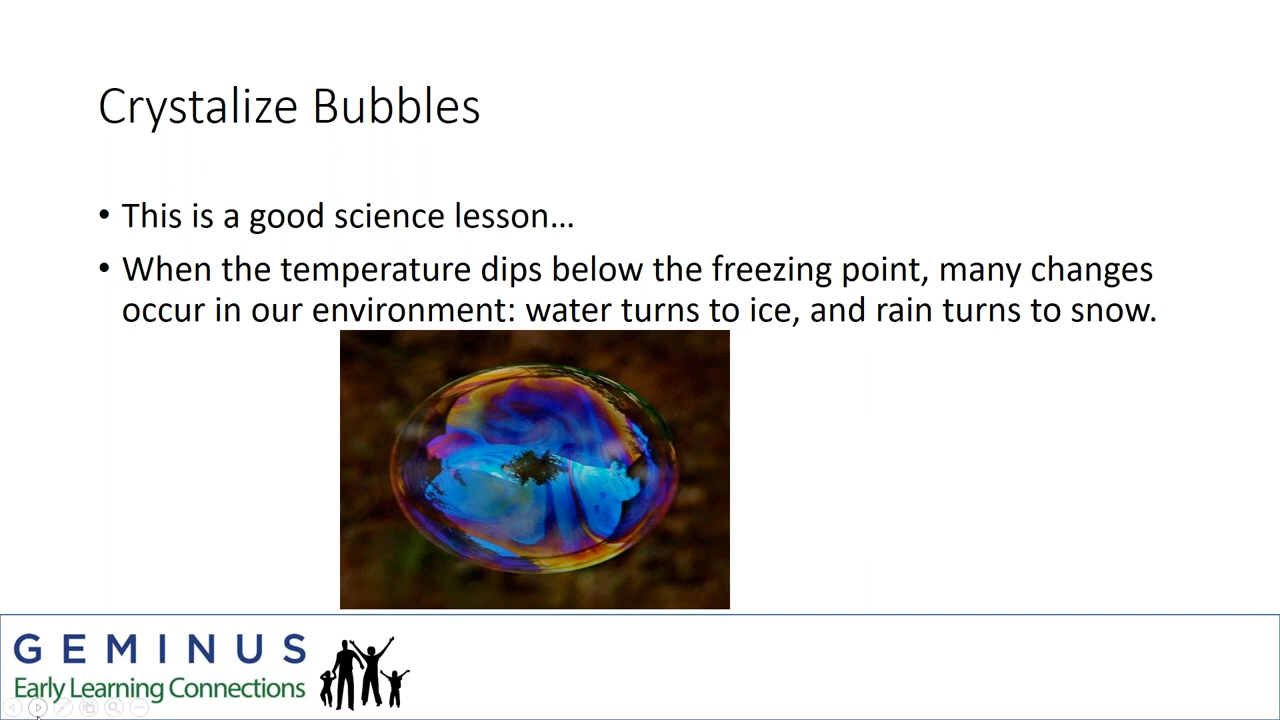 Crystalize Bubbles
• This is a good science lesson...
• When the temperature dips below the freezing point, many changes
occur in our environment: water turns to ice, and rain turns to snow.
GEMINUS
Early Learning Connections